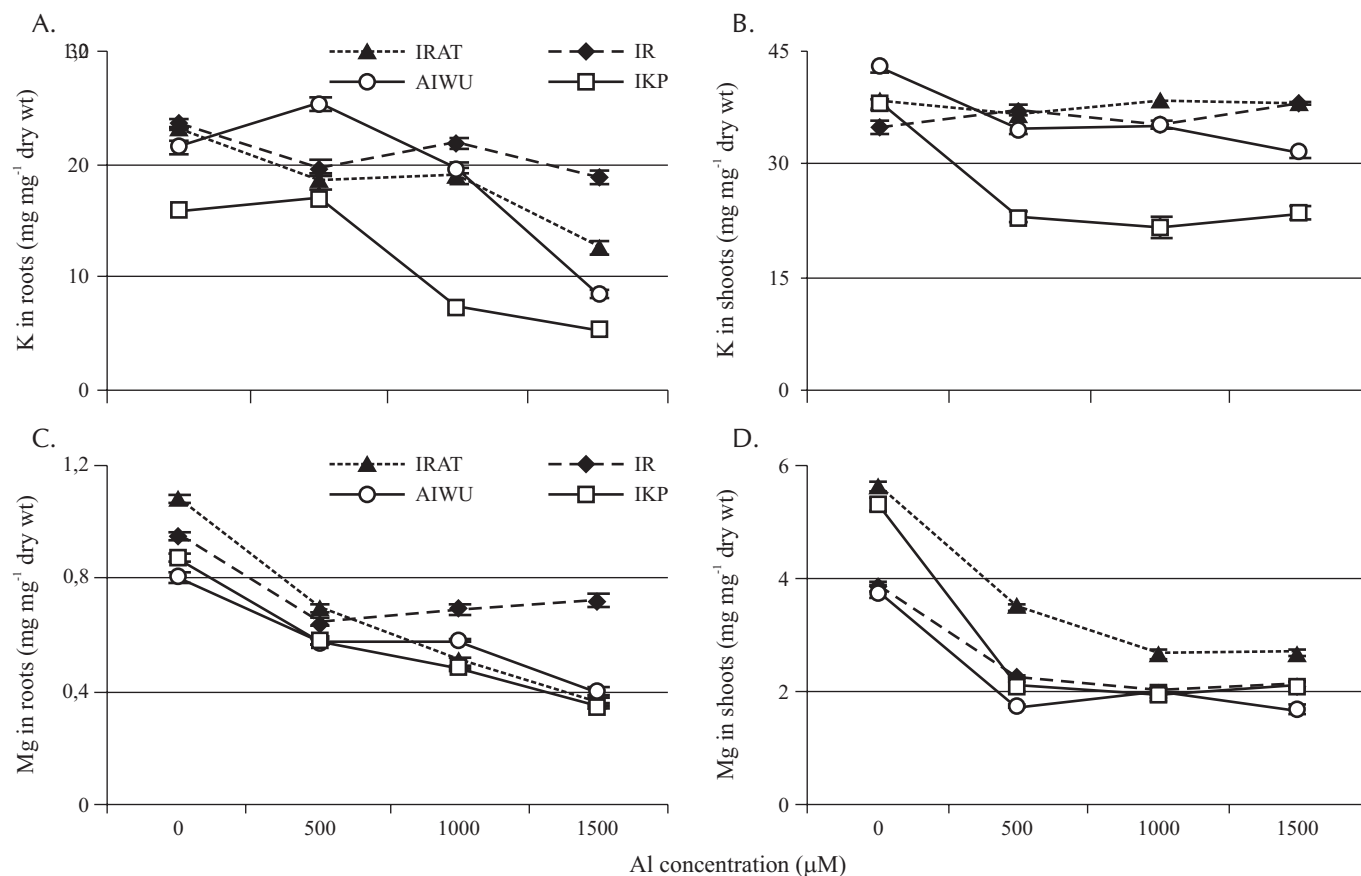 A.
30
IRAT
IR
AIWU
IKP
20
10
0
K in roots (mg mg-1 dry wt)
B.
45
30
15
0
K in shoots (mg mg-1 dry wt)
C.
1,2
IRAT
IR
AIWU
IKP
0,8
0,4
0
Mg in roots (mg mg-1 dry wt)
0
500
1000
1500
D.
6
4
2
0
Mg in shoots (mg mg-1 dry wt)
0
500
1000
1500
Al concentration (µM)